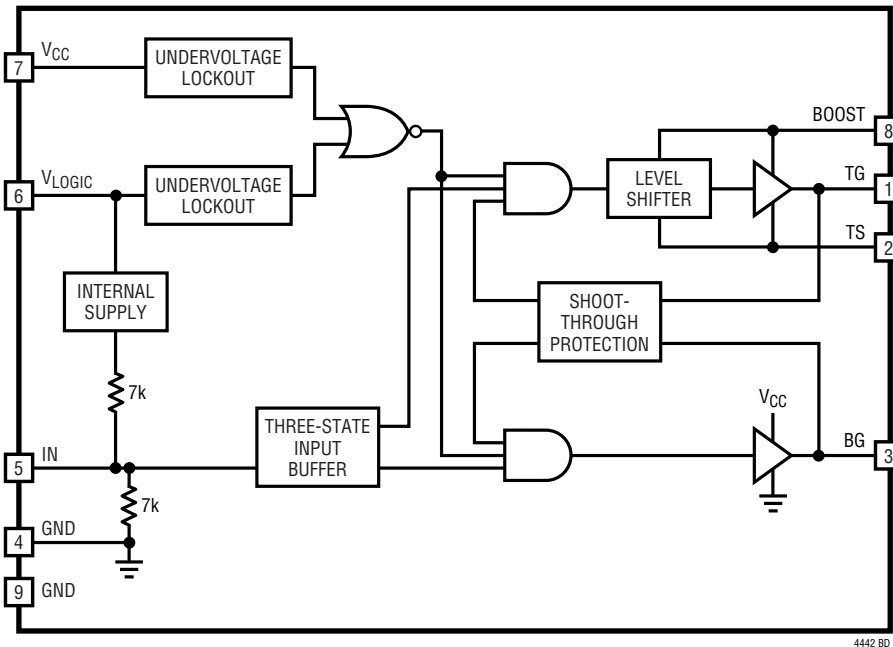 7
VCC
UNDERVOLTAGE
LOCKOUT
BOOST
8
6
VLOGIC
UNDERVOLTAGE
LOCKOUT
LEVEL
SHIFTER
TG
1
TS
2
INTERNAL
SUPPLY
SHOOT-
THROUGH
PROTECTION
7k
VCC
THREE-STATE
INPUT
BUFFER
5
IN
BG
3
7k
4
GND
9
GND
4442 BD